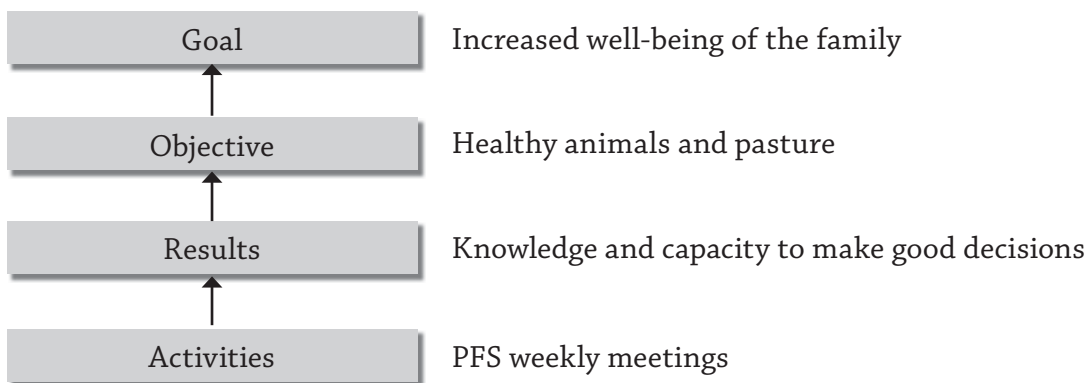 Goal
Increased well-being of the family
Objective
Healthy animals and pasture
Results
Knowledge and capacity to make good decisions
Activities
PFS weekly meetings